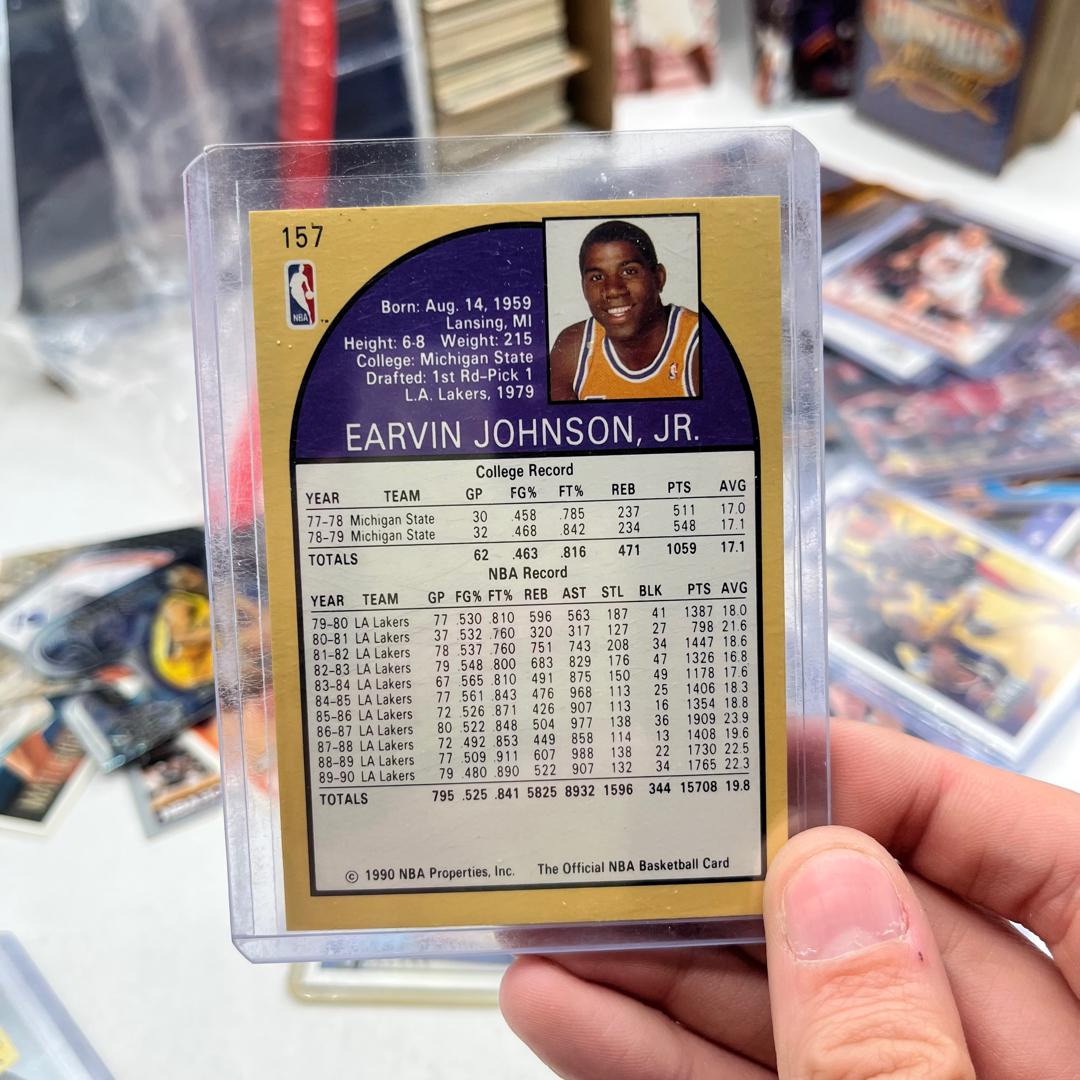 157
NBA
Born: Aug. 14, 1959
Lansing, MI
Height: 6-8 Weight: 215
College: Michigan State
Drafted: 1st Rd-Pick 1
L.A. Lakers, 1979
EARVIN JOHNSON, JR.
College Record
YEAR TEAM GP FG% FT% REB PTS AVG
77-78 Michigan State 30 .458 .785 237 511 17.0
78-79 Michigan State 32 .468 .842 234 548 17.1
TOTALS 62 .463 .816 471 1059 17.1
NBA Record
YEAR TEAM GP FG% FT% REB AST STL BLK PTS AVG
79-80 LA Lakers 77 .530 .810 596 563 187 41 1387 18.0
80-81 LA Lakers 37 .532 .760 320 317 127 27 798 21.6
81-82 LA Lakers 78 .537 .760 751 743 208 34 1447 18.6
82-83 LA Lakers 79 .548 .800 683 829 176 47 1326 16.8
83-84 LA Lakers 67 .565 .810 491 875 150 49 1178 17.6
84-85 LA Lakers 77 .561 .843 476 968 113 25 1406 18.3
85-86 LA Lakers 72 .526 .871 426 907 113 16 1354 18.8
86-87 LA Lakers 80 .522 .848 504 977 138 36 1909 23.9
87-88 LA Lakers 72 .492 .853 449 858 114 13 1408 19.6
88-89 LA Lakers 77 .509 .911 607 988 138 22 1730 22.5
89-90 LA Lakers 79 .480 .890 522 907 132 34 1765 22.3
TOTALS 795 .525 .841 5825 8932 1596 344 15708 19.8
© 1990 NBA Properties, Inc. The Official NBA Basketball Card